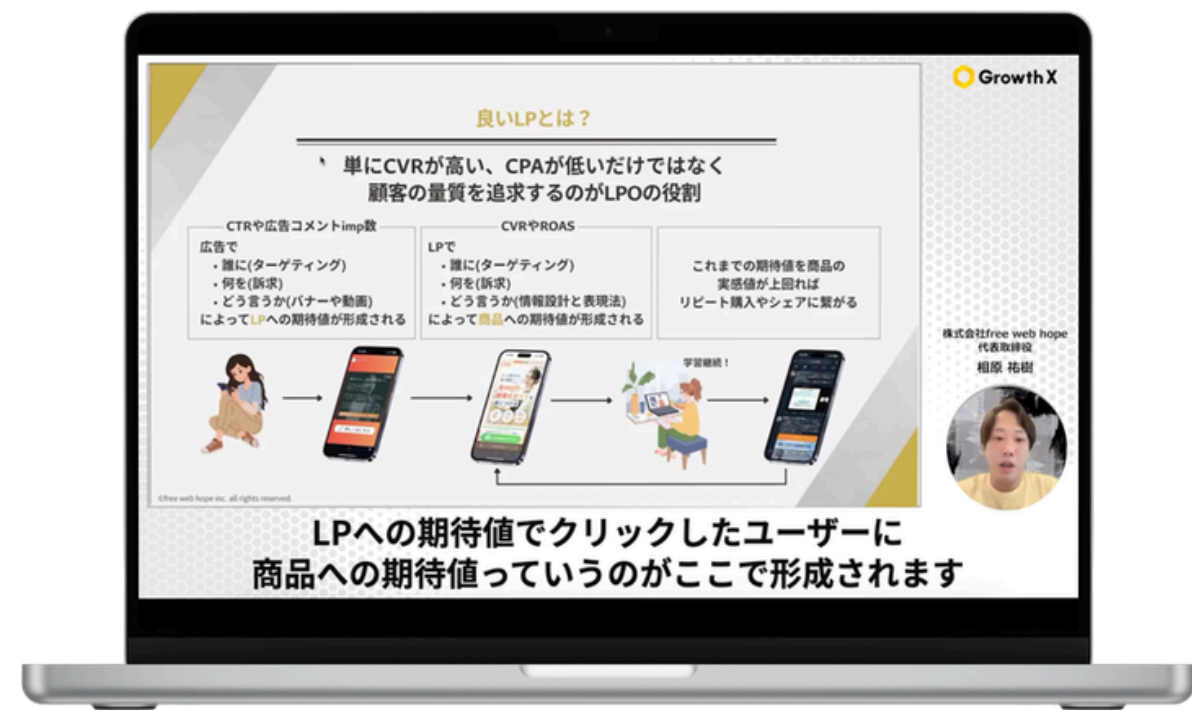 GrowthX
良いLPとは？
単にCVRが高い、CPAが低いだけではなく
顧客の量質を追求するのがLPOの役割
CTRや広告コメントimp数
広告で
・誰に(ターゲティング)
・何を(訴求)
・どう言うか(バナーや動画)
によってLPへの期待値が形成される
CVRやROAS
LPで
・誰に(ターゲティング)
・何を(訴求)
・どう言うか(情報設計と表現法)
によって商品への期待値が形成される
これまでの期待値を商品の
実感値が上回れば
リピート購入やシェアに繋がる
学習継続！
株式会社free web hope
代表取締役
相原 祐樹
©free web hope inc. all rights reserved.
LPへの期待値でクリックしたユーザーに
商品への期待値っていうのがここで形成されます